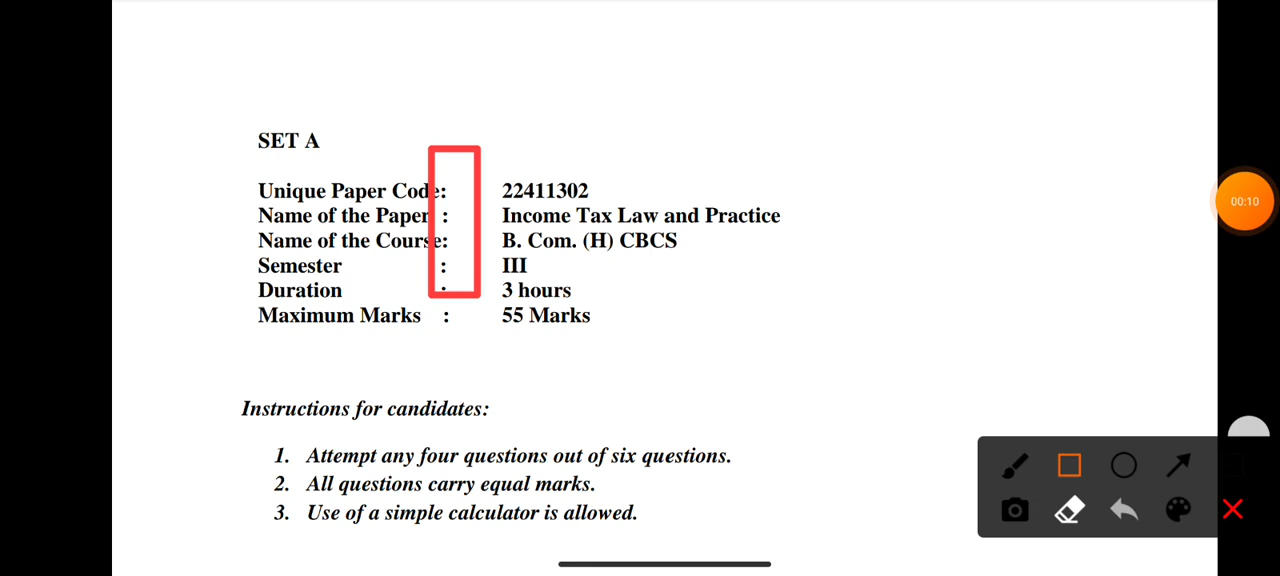 SET A
Unique Paper Code: 22411302
Name of the Paper : Income Tax Law and Practice
Name of the Course: B. Com. (H) CBCS
Semester : III
Duration : 3 hours
Maximum Marks : 55 Marks
Instructions for candidates:
1. Attempt any four questions out of six questions.
2. All questions carry equal marks.
3. Use of a simple calculator is allowed.
00:10